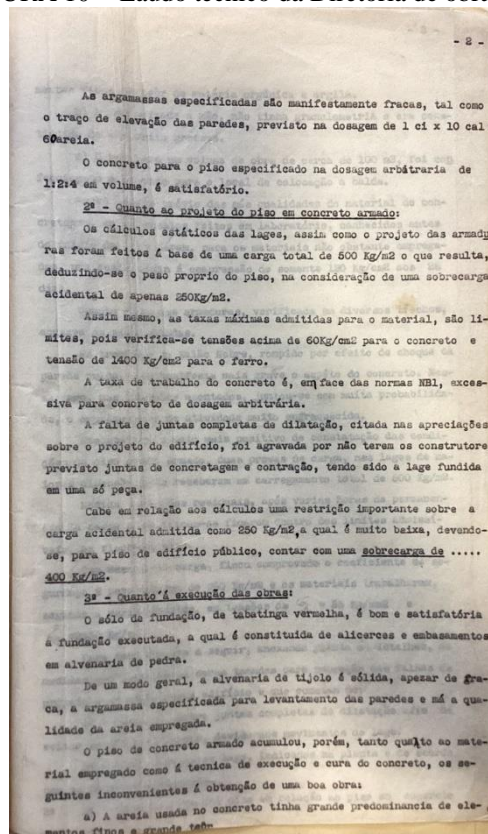 Laudo técnico da Diretoria de
- 2 -
As argamassas especificadas são manifestamente fracas, tal como
o traço de elevação das paredes, previsto na dosagem de 1 ci x 10 cal
60areia.
O concreto para o piso especificado na dosagem arbitraria de
1:2:4 em volume, é satisfatório.
2º - Quanto ao projeto do piso em concreto armado:
Os cálculos estáticos das lages, assim como o projeto das armadu
ras foram feitos á base de uma carga total de 500 Kg/m2 o que resulta,
deduzindo-se o peso proprio do piso, na consideração de uma sobrecarga
acidental de apenas 250Kg/m2.
Assim mesmo, as taxas máximas admitidas para o material, são li-
mites, pois verifica-se tensões acima de 60Kg/cm2 para o concreto e
tensão de 1400 Kg/cm2 para o ferro.
A taxa de trabalho do concreto é, em face das normas NB1, exces-
siva para concreto de dosagem arbitrária.
A falta de juntas completas de dilatação, citada nas apreciações
sobre o projeto do edifício, foi agravada por não terem os construtore
previsto juntas de concretagem e contração, tendo sido a lage fundida
em uma só peça.
Cabe em relação aos cálculos uma restrição importante sobre a
carga acidental admitida como 250 Kg/m2, a qual é muito baixa, devendo-
se, para piso de edifício público, contar com uma sobrecarga de .....
400 Kg/m2.
3º - Quanto á execução das obras:
O sólo da fundação, de tabatinga vermelha, é bom e satisfatória
a fundação executada, a qual é constituida de alicerces e embasamentos
em alvenaria de pedra.
De um modo geral, a alvenaria de tijolo é sólida, apezar de fra-
ca, a argamassa especificada para levantamento das paredes e má a qua-
lidade da areia empregada.
O piso de concreto armado acumulou, porém, tanto quanto ao mate-
rial empregado como á tecnica de execução e cura do concreto, os se-
guintes inconvenientes á obtenção de uma boa obra:
a) A areia usada no concreto tinha grande predominancia de ele-
mentos finos e grande